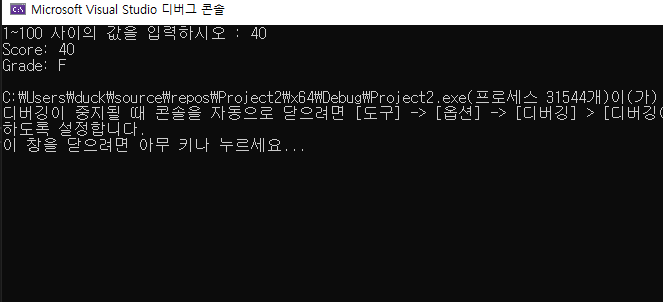 Microsoft Visual Studio 디버그 콘솔
1~100 사이의 값을 입력하시오 : 40
Score: 40
Grade: F
C:₩Users₩duck₩source₩repos₩Project2₩x64₩Debug₩Project2.exe(프로세스 31544개)이(가)
디버깅이 중지될 때 콘솔을 자동으로 닫으려면 [도구] -> [옵션] -> [디버깅] > [디버깅이
하도록 설정합니다.
이 창을 닫으려면 아무 키나 누르세요...